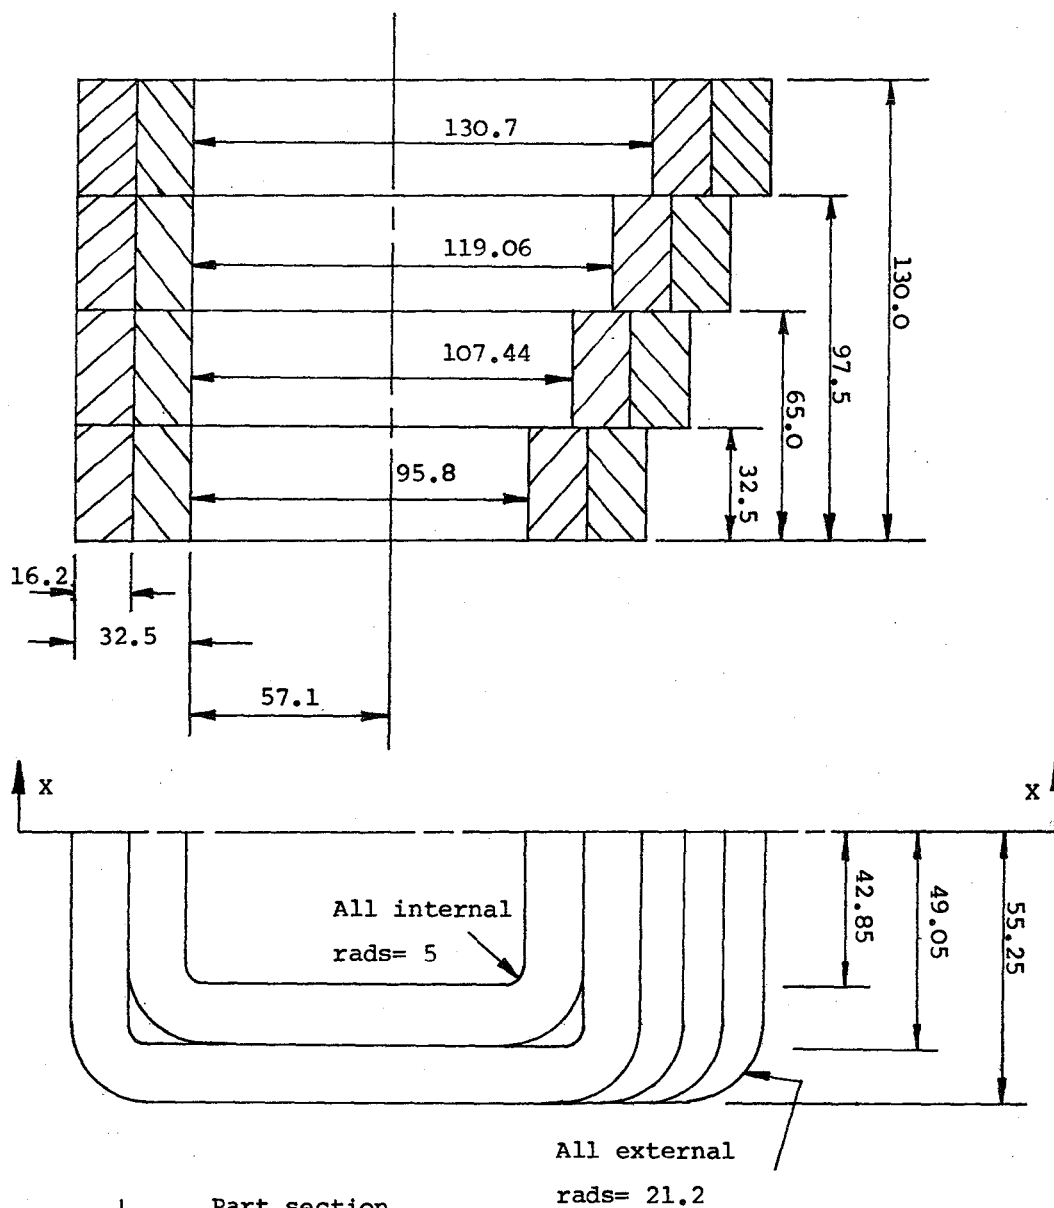 130.7
119.06
130.0
107.44
97.5
65.0
95.8
32.5
16.2
32.5
57.1
X
X
All internal
rads= 5
42.85
49.05
55.25
All external
rads= 21.2
Part section